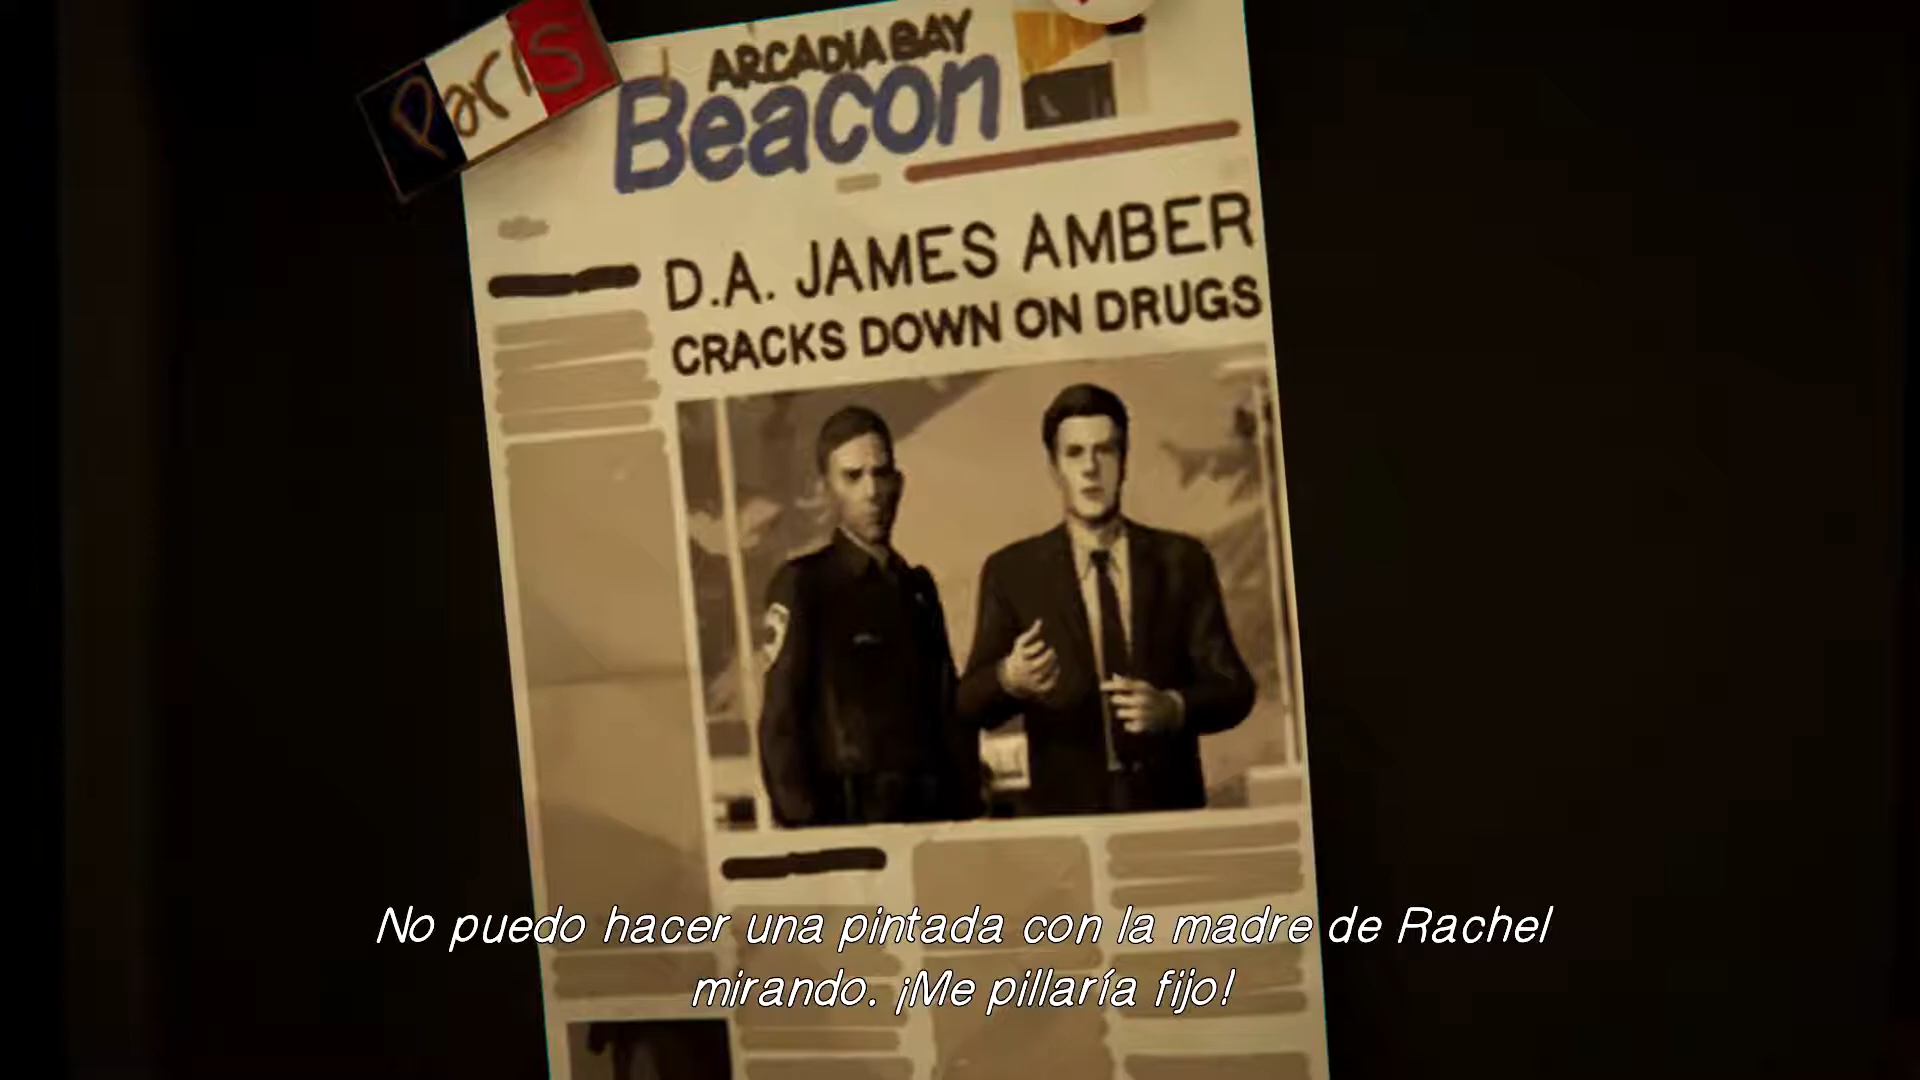 Paris
ARCADIA BAY
Beacon
D.A. JAMES AMBER
CRACKS DOWN ON DRUGS
No puedo hacer una pintada con la madre de Rachel
mirando. ¡Me pillaría fijo!